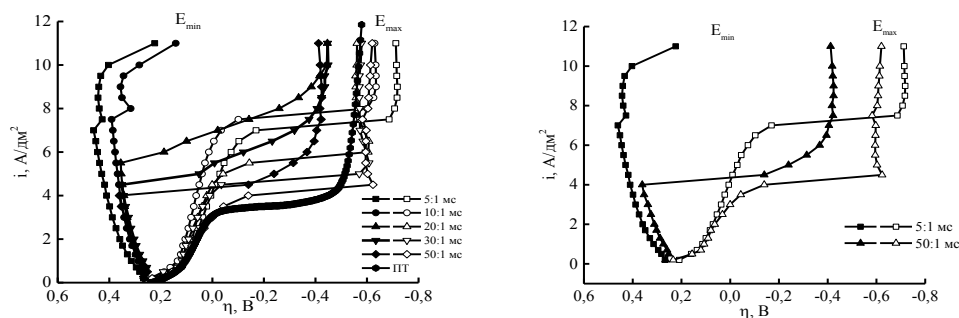 E_min E_max
12
10
8
6
4
2
0
i, А/дм²
0,6 0,4 0,2 0,0 -0,2 -0,4 -0,6 -0,8
η, В
5:1 мс
10:1 мс
20:1 мс
30:1 мс
50:1 мс
ПТ
E_min E_max
12
10
8
6
4
2
0
i, А/дм²
0,6 0,4 0,2 0,0 -0,2 -0,4 -0,6 -0,8
η, В
5:1 мс
50:1 мс